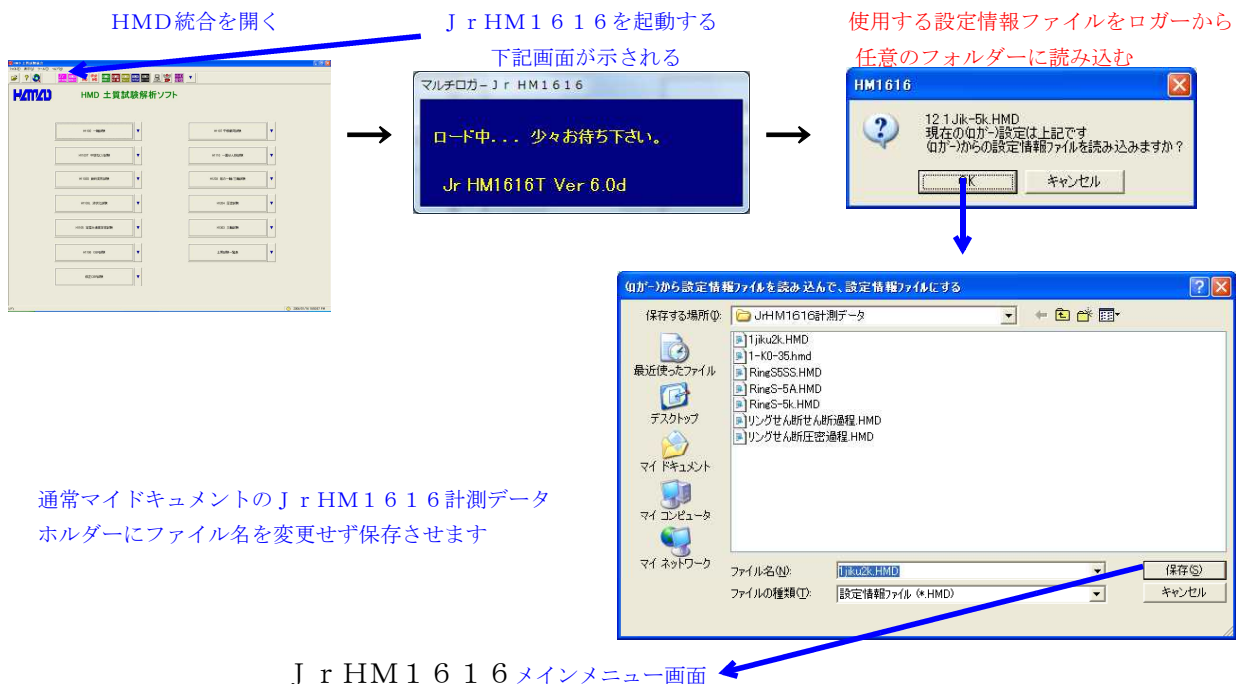 HMD統合を開く
ＪｒHM１６１６を起動する
下記画面が示される
使用する設定情報ファイルをロガーから
任意のフォルダーに読み込む
HMD 土質試験解析ソフト
マルチロガ－Ｊｒ HM１６１６
ロード中．．． 少々お待ち下さい。
Jr HM1616T Ver 6.0d
HM1616
12 1Jik-5k.HMD
現在の(ﾛｶﾞｰ)設定は上記です
(ﾛｶﾞｰ)からの設定情報ﾌｧｲﾙを読み込みますか？
OK
キャンセル
(ﾛｶﾞｰ)から設定情報ﾌｧｲﾙを読み込んで、設定情報ﾌｧｲﾙにする
保存する場所(I):
JrHM1616計測データ
1jiku2k.HMD
1-K0-35.hmd
RingS5SS.HMD
RingS-5A.HMD
RingS-5k.HMD
リングせん断せん断過程.HMD
リングせん断圧密過程.HMD
最近使ったファイル
デスクトップ
マイ ドキュメント
マイ コンピュータ
マイ ネットワーク
ファイル名(N):
1jiku2k.HMD
保存(S)
ファイルの種類(T):
設定情報ﾌｧｲﾙ (*.HMD)
キャンセル
通常マイドキュメントのＪｒHM１６１６計測データ
ホルダーにファイル名を変更せず保存させます
ＪｒHM１６１６メインメニュー画面